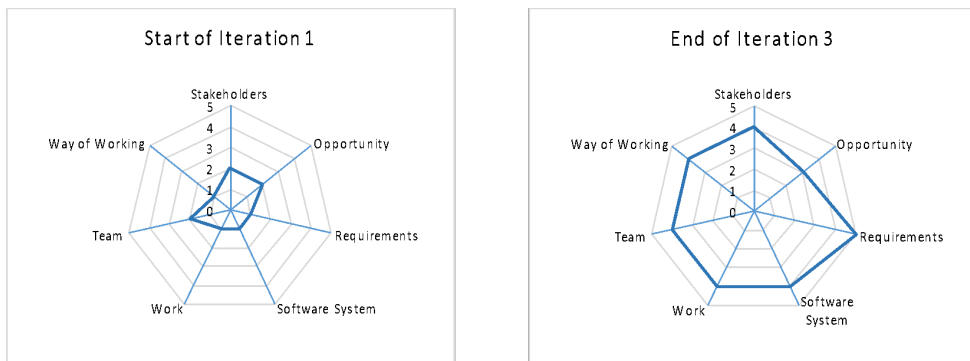 Start of Iteration 1
Stakeholders
5
4
3
2
1
0
Way of Working
Opportunity
Team
Requirements
Work
Software System
End of Iteration 3
Stakeholders
5
4
3
2
1
0
Way of Working
Opportunity
Team
Requirements
Work
Software
System